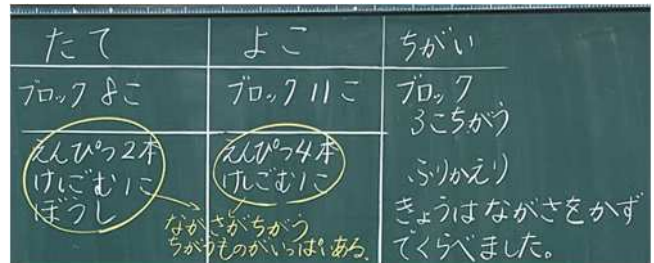 たて
よこ
ちがい
ブロック8こ
ブロック11こ
ブロック
3こちがう
えんぴつ2本
けしごむ1こ
ぼうし
えんぴつ4本
けしごむ1こ
ながさがちがう
ちがうものがいっぱいある。
ふりかえり
きょうはながさをかず
でくらべました。